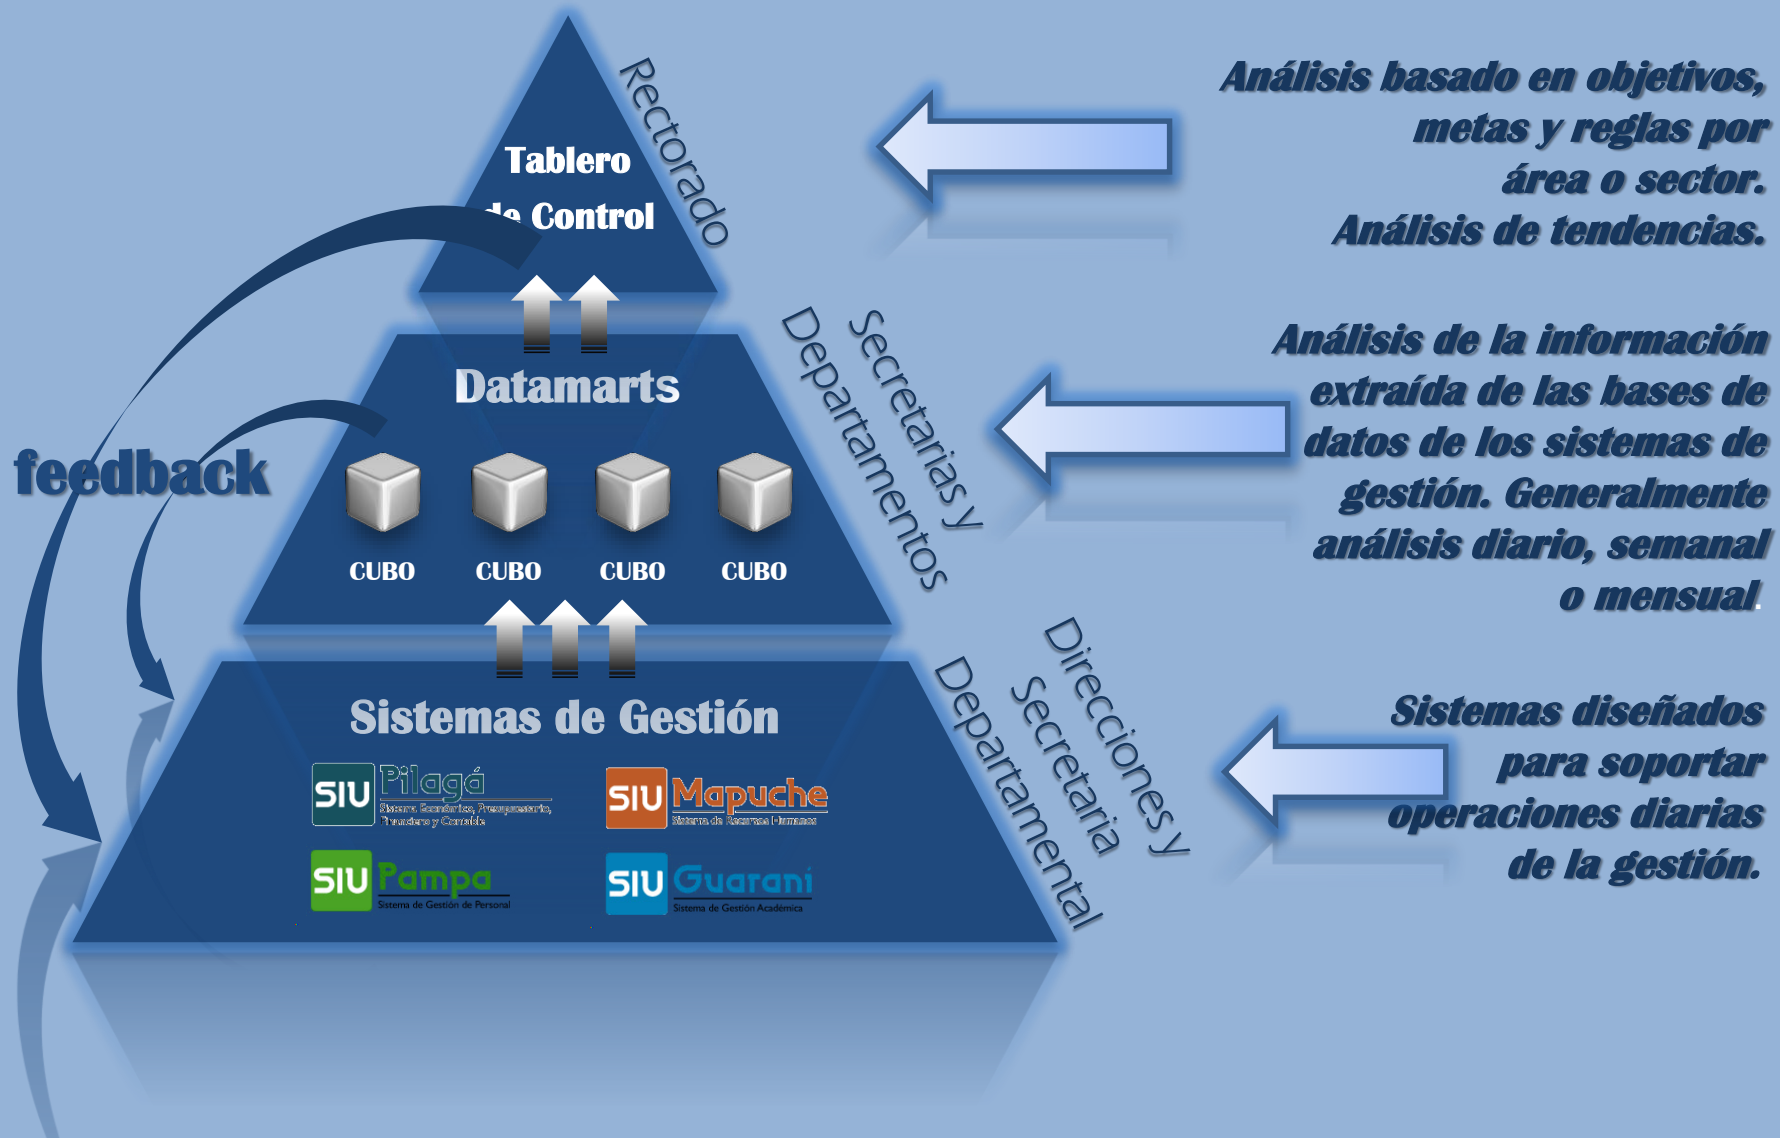 Tablero
de Control
Rectorado
Análisis basado en objetivos,
metas y reglas por
área o sector.
Análisis de tendencias.
Datamarts
CUBO CUBO CUBO CUBO
Secretarias y
Departamentos
Análisis de la información
extraída de las bases de
datos de los sistemas de
gestión. Generalmente
análisis diario, semanal
o mensual.
feedback
Sistemas de Gestión
SIU Pilagá
Sistema Económico, Presupuestario,
Financiero y Contable
SIU Mapuche
Sistema de Recursos Humanos
SIU Pampa
Sistema de Gestión de Personal
SIU Guaraní
Sistema de Gestión Académica
Direcciones y
Secretaria
Departamental
Sistemas diseñados
para soportar
operaciones diarias
de la gestión.